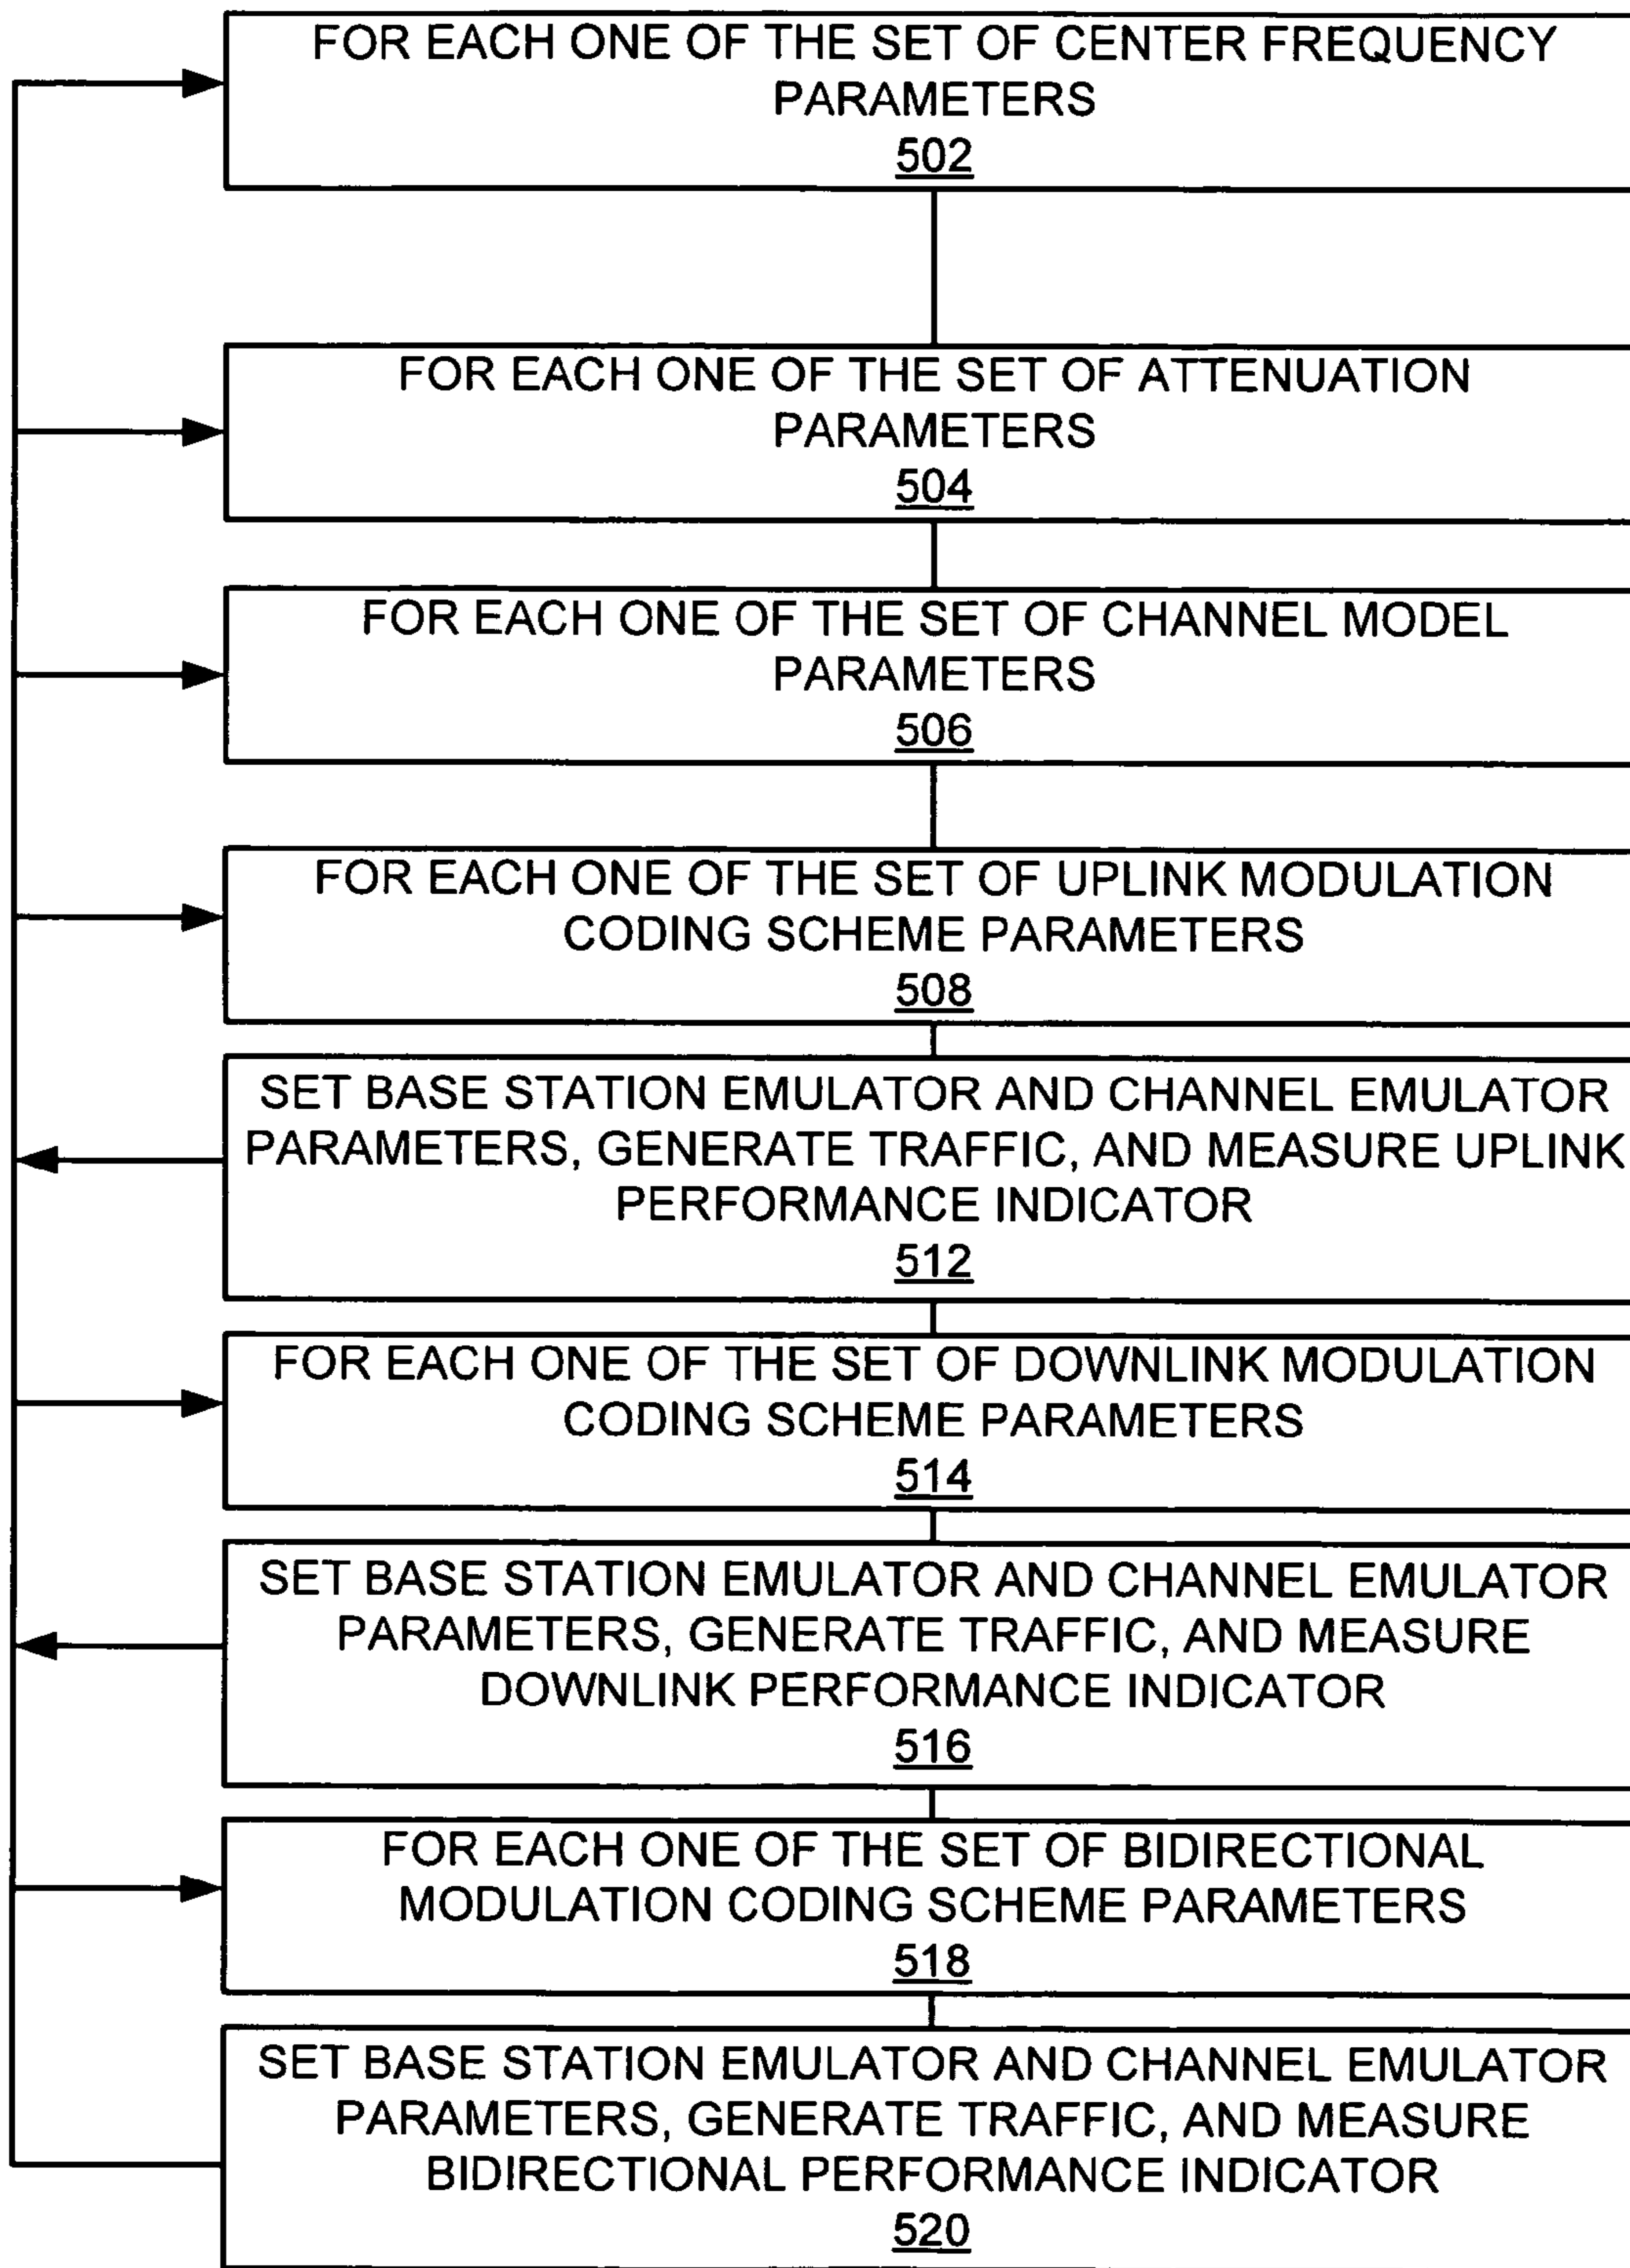 FOR EACH ONE OF THE SET OF CENTER FREQUENCY
PARAMETERS
502
FOR EACH ONE OF THE SET OF ATTENUATION
PARAMETERS
504
FOR EACH ONE OF THE SET OF CHANNEL MODEL
PARAMETERS
506
FOR EACH ONE OF THE SET OF UPLINK MODULATION
CODING SCHEME PARAMETERS
508
SET BASE STATION EMULATOR AND CHANNEL EMULATOR
PARAMETERS, GENERATE TRAFFIC, AND MEASURE UPLINK
PERFORMANCE INDICATOR
512
FOR EACH ONE OF THE SET OF DOWNLINK MODULATION
CODING SCHEME PARAMETERS
514
SET BASE STATION EMULATOR AND CHANNEL EMULATOR
PARAMETERS, GENERATE TRAFFIC, AND MEASURE
DOWNLINK PERFORMANCE INDICATOR
516
FOR EACH ONE OF THE SET OF BIDIRECTIONAL
MODULATION CODING SCHEME PARAMETERS
518
SET BASE STATION EMULATOR AND CHANNEL EMULATOR
PARAMETERS, GENERATE TRAFFIC, AND MEASURE
BIDIRECTIONAL PERFORMANCE INDICATOR
520